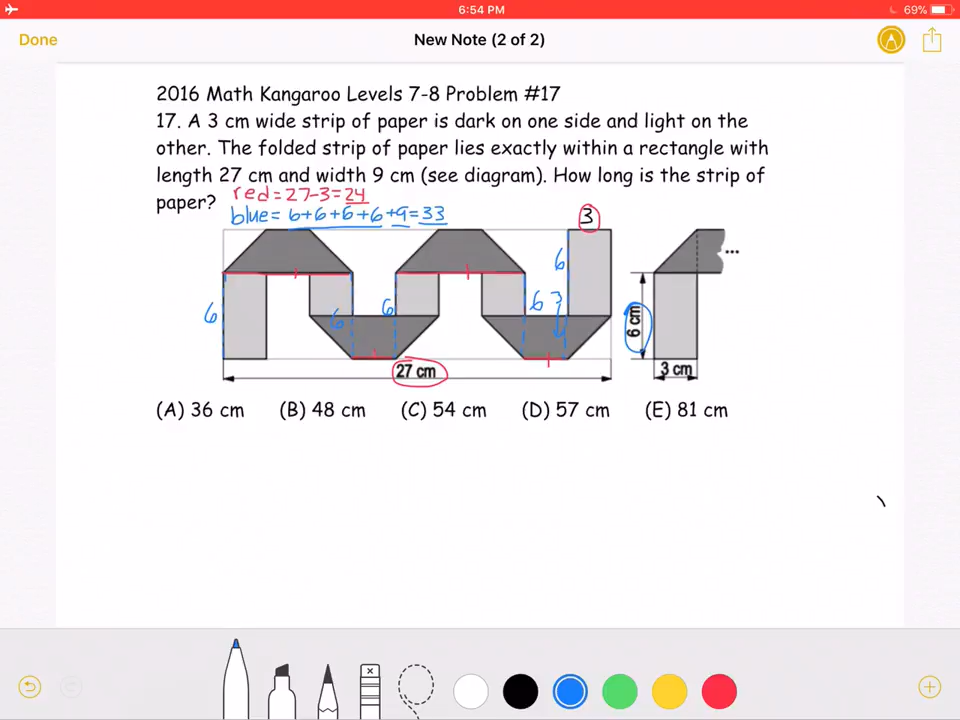 6:54 PM
69%
Done
New Note (2 of 2)
2016 Math Kangaroo Levels 7-8 Problem #17
17. A 3 cm wide strip of paper is dark on one side and light on the
other. The folded strip of paper lies exactly within a rectangle with
length 27 cm and width 9 cm (see diagram). How long is the strip of
paper?
red = 27-3 = 24
blue = 6+6+6+6+9=33
3
6
6
6
6
6
3
6 cm
...
27 cm
3 cm
(A) 36 cm
(B) 48 cm
(C) 54 cm
(D) 57 cm
(E) 81 cm